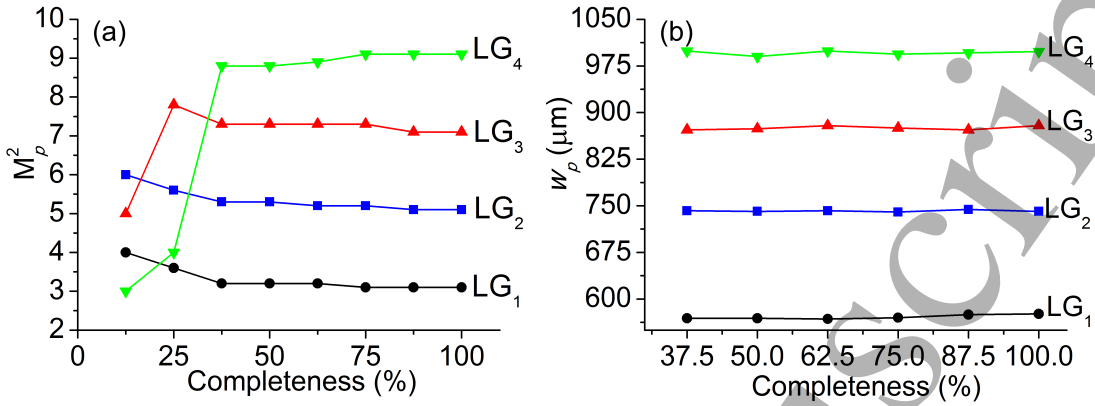 (a)
10
9
8
7
6
5
4
3
2
M²ₚ
LG₄
LG₃
LG₂
LG₁
0 25 50 75 100
Completeness (%)
(b)
1050
975
900
825
750
675
600
wₚ (μm)
LG₄
LG₃
LG₂
LG₁
37.5 50.0 62.5 75.0 87.5 100.0
Completeness (%)
scrip